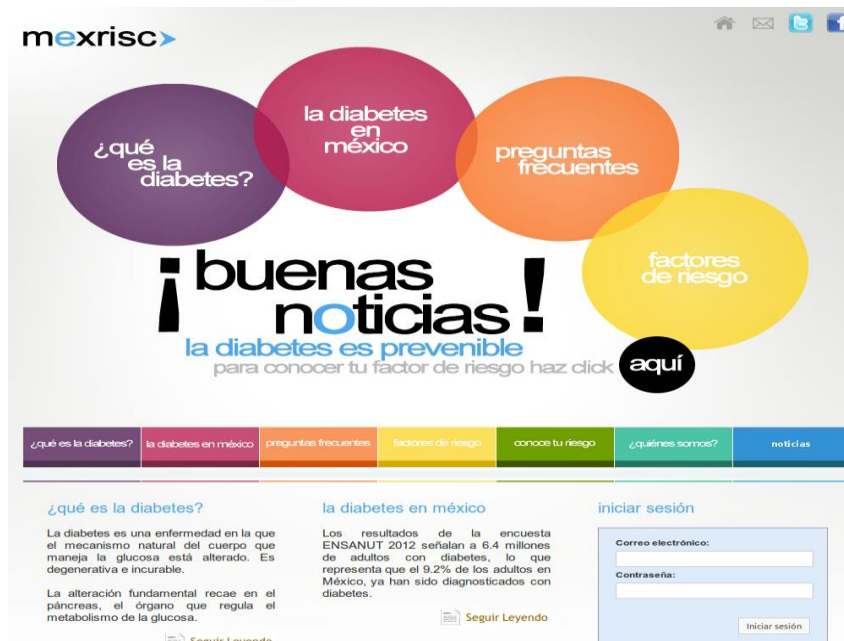 mexrisc
¿qué
es la
diabetes?
la diabetes
en
méxico
preguntas
frecuentes
factores
de riesgo
¡buenas
noticias!
la diabetes es prevenible
para conocer tu factor de riesgo haz click
aquí
¿qué es la diabetes?
la diabetes en méxico
preguntas frecuentes
factores de riesgo
conoce tu riesgo
¿quiénes somos?
noticias
¿qué es la diabetes?
La diabetes es una enfermedad en la que
el mecanismo natural del cuerpo que
maneja la glucosa está alterado. Es
degenerativa e incurable.
La alteración fundamental recae en el
páncreas, el órgano que regula el
metabolismo de la glucosa.
Seguir Leyendo
la diabetes en méxico
Los resultados de la encuesta
ENSANUT 2012 señalan a 6.4 millones
de adultos con diabetes, lo que
representa que el 9.2% de los adultos en
México, ya han sido diagnosticados con
diabetes.
Seguir Leyendo
iniciar sesión
Correo electrónico:
Contraseña:
Iniciar sesión